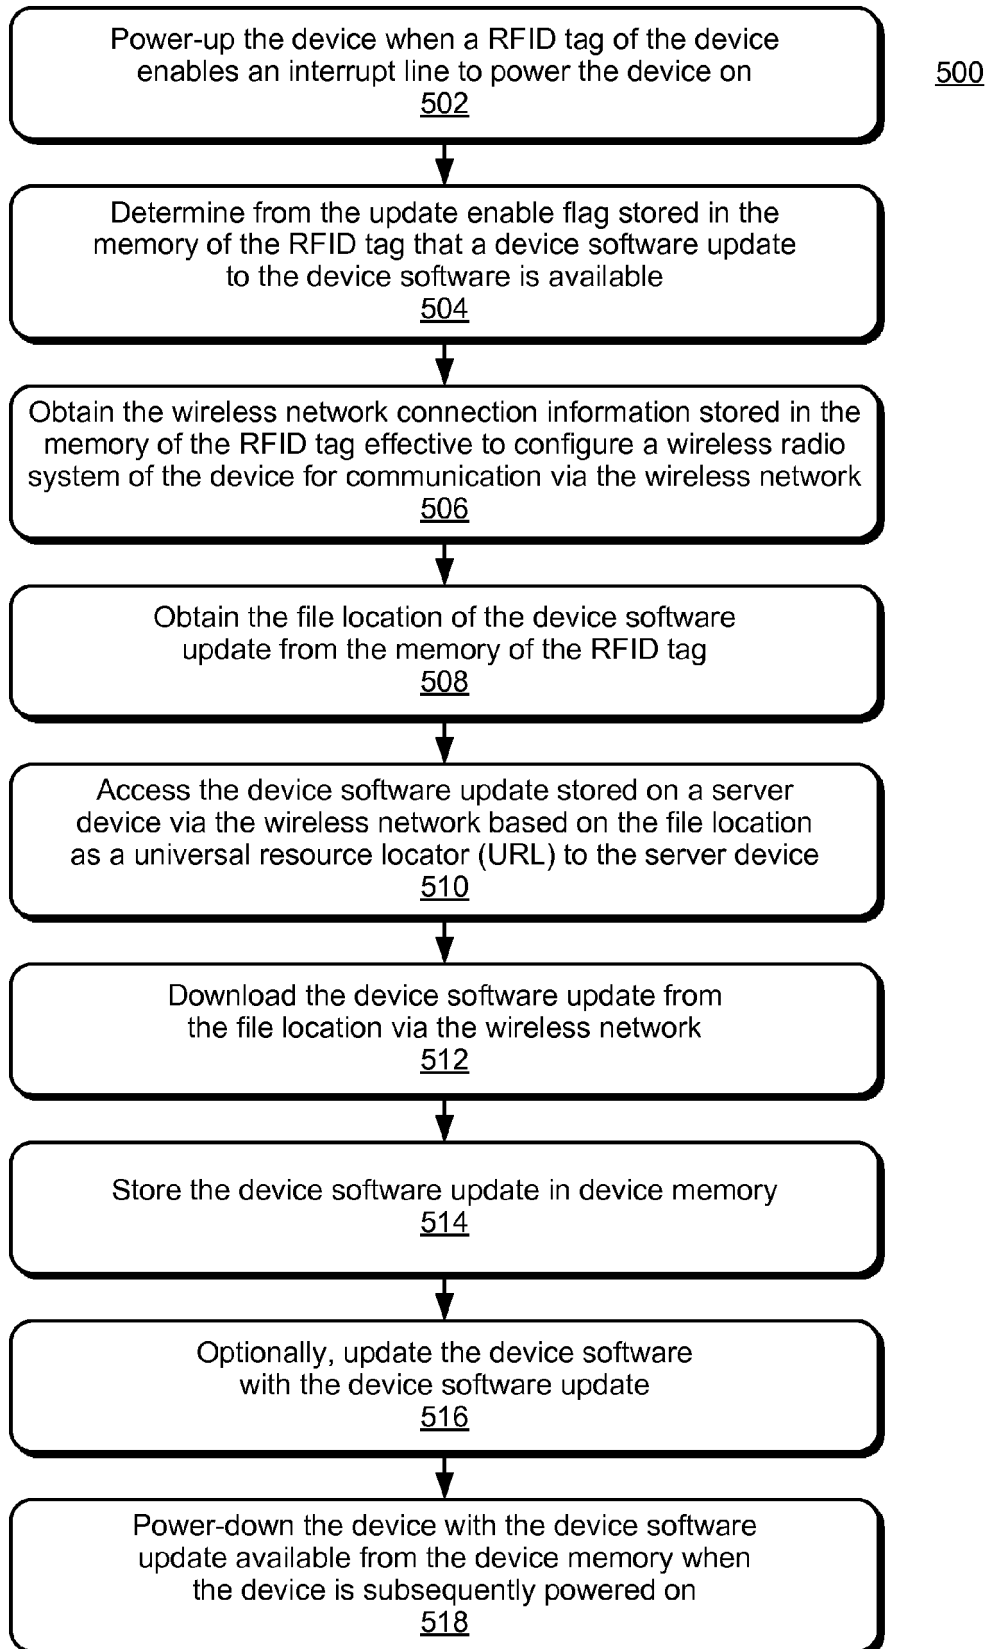 Power-up the device when a RFID tag of the device
enables an interrupt line to power the device on
502
500
Determine from the update enable flag stored in the
memory of the RFID tag that a device software update
to the device software is available
504
Obtain the wireless network connection information stored in the
memory of the RFID tag effective to configure a wireless radio
system of the device for communication via the wireless network
506
Obtain the file location of the device software
update from the memory of the RFID tag
508
Access the device software update stored on a server
device via the wireless network based on the file location
as a universal resource locator (URL) to the server device
510
Download the device software update from
the file location via the wireless network
512
Store the device software update in device memory
514
Optionally, update the device software
with the device software update
516
Power-down the device with the device software
update available from the device memory when
the device is subsequently powered on
518